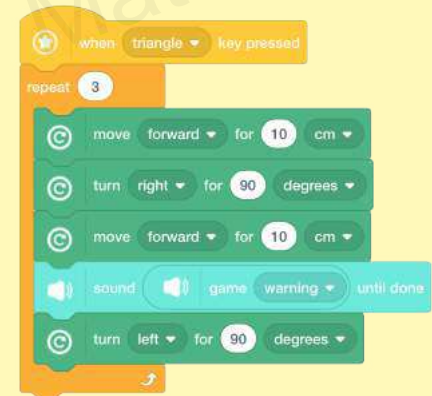 when triangle key pressed
repeat 3
move forward for 10 cm
turn right for 90 degrees
move forward for 10 cm
sound game warning until done
turn left for 90 degrees